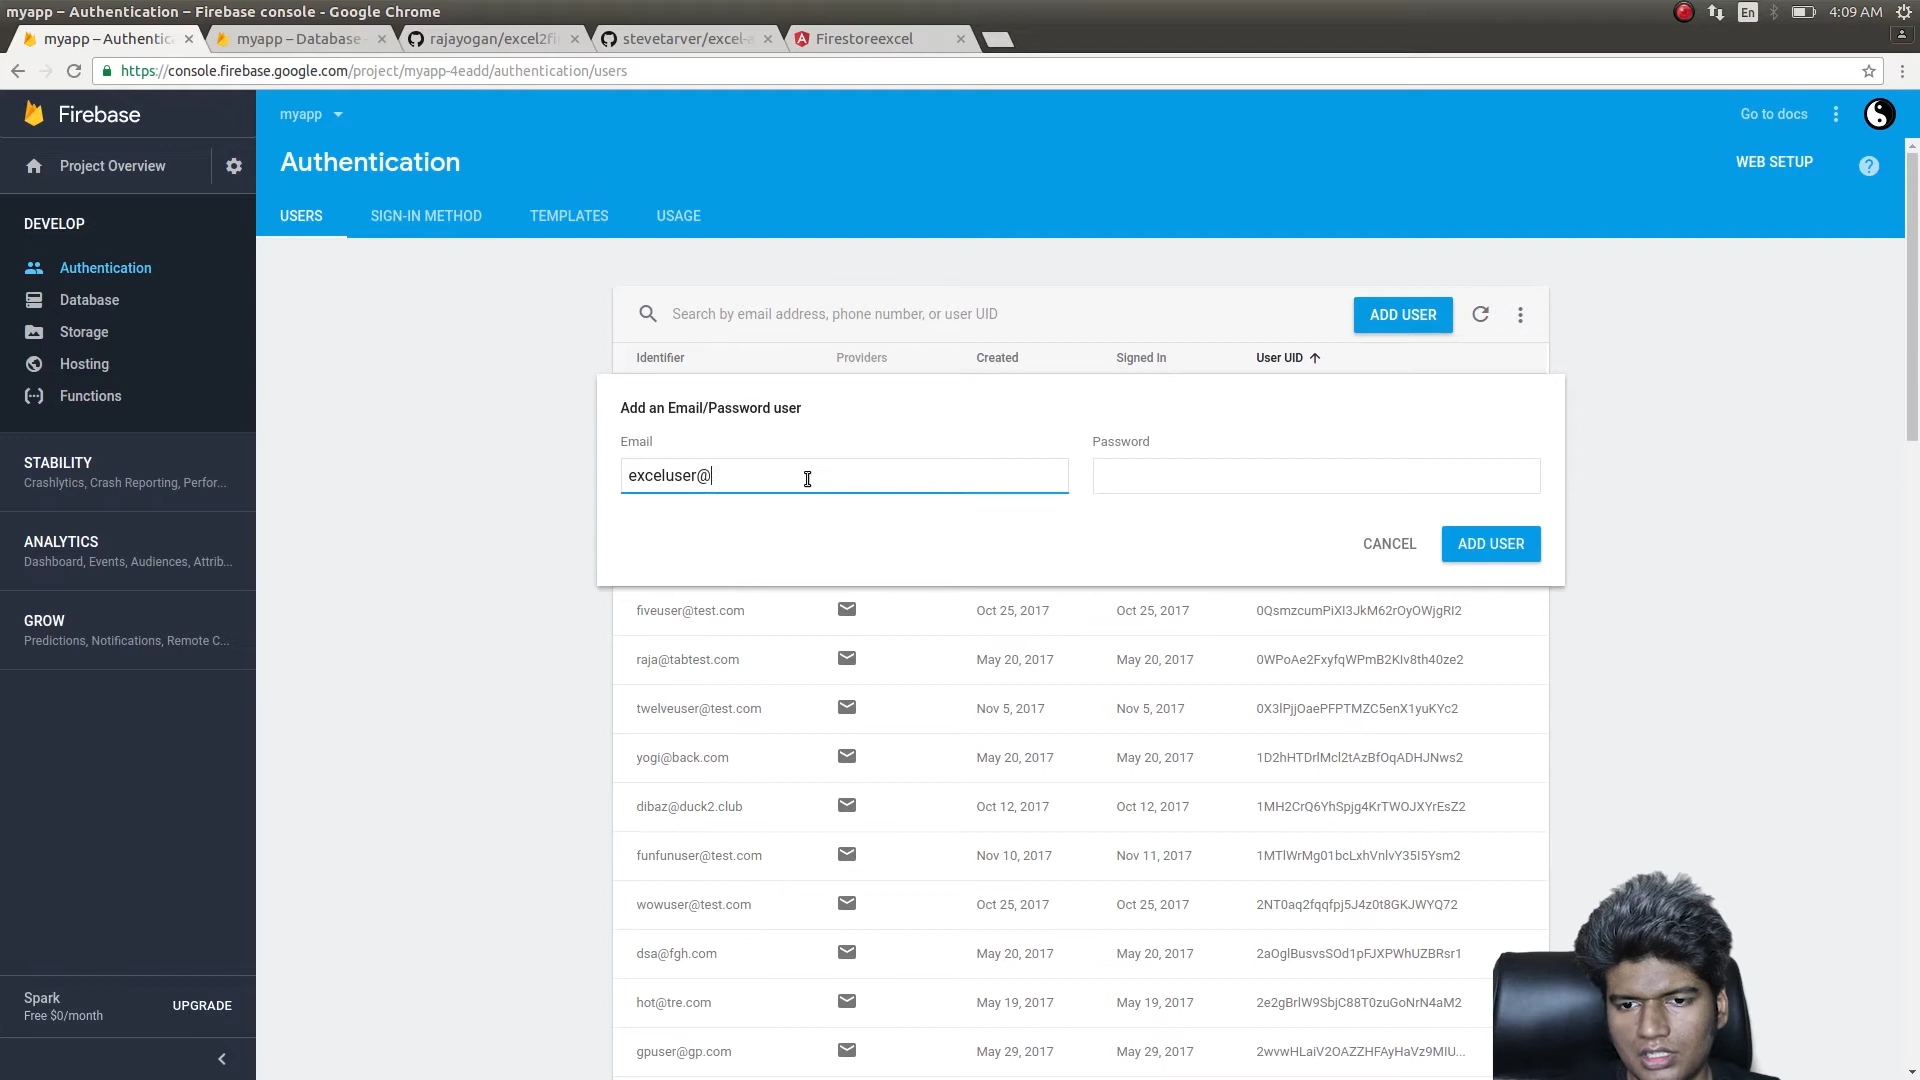 myapp – Authentication – Firebase console - Google Chrome
En
4:09 AM
myapp – Authentic
myapp – Database
rajayogan/excel2fi
stevetarver/excel-
Firestoreexcel
https://console.firebase.google.com/project/myapp-4eadd/authentication/users
Firebase
myapp
Go to docs
Project Overview
Authentication
WEB SETUP
?
USERS
SIGN-IN METHOD
TEMPLATES
USAGE
DEVELOP
Authentication
Database
Storage
Hosting
Functions
STABILITY
Crashlytics, Crash Reporting, Perfor...
ANALYTICS
Dashboard, Events, Audiences, Attrib...
GROW
Predictions, Notifications, Remote C...
Spark
Free $0/month
UPGRADE
Search by email address, phone number, or user UID
ADD USER
Identifier Providers Created Signed In User UID
Add an Email/Password user
Email Password
exceluser@
CANCEL ADD USER
fiveuser@test.com Oct 25, 2017 Oct 25, 2017 0QsmzcumPiXI3JkM62rOyOWjgRI2
raja@tabtest.com May 20, 2017 May 20, 2017 0WPoAe2FxyfqWPmB2KIv8th40ze2
twelveuser@test.com Nov 5, 2017 Nov 5, 2017 0X3lPjjOaePFPTMZC5enX1yuKYc2
yogi@back.com May 20, 2017 May 20, 2017 1D2hHTDrlMcl2tAzBfOqADHJNws2
dibaz@duck2.club Oct 12, 2017 Oct 12, 2017 1MH2CrQ6YhSpjg4KrTWOJXYrEsZ2
funfunuser@test.com Nov 10, 2017 Nov 11, 2017 1MTlWrMg01bcLxhVnlvY35I5Ysm2
wowuser@test.com Oct 25, 2017 Oct 25, 2017 2NT0aq2fqqfpj5J4z0t8GKJWYQ72
dsa@fgh.com May 20, 2017 May 20, 2017 2aOglBusvsSOd1pFJXPWhUZBRsr1
hot@tre.com May 19, 2017 May 19, 2017 2e2gBrlW9SbjC88T0zuGoNrN4aM2
gpuser@gp.com May 29, 2017 May 29, 2017 2wvwHLaiV2OAZZHFAyHaVz9MIU...